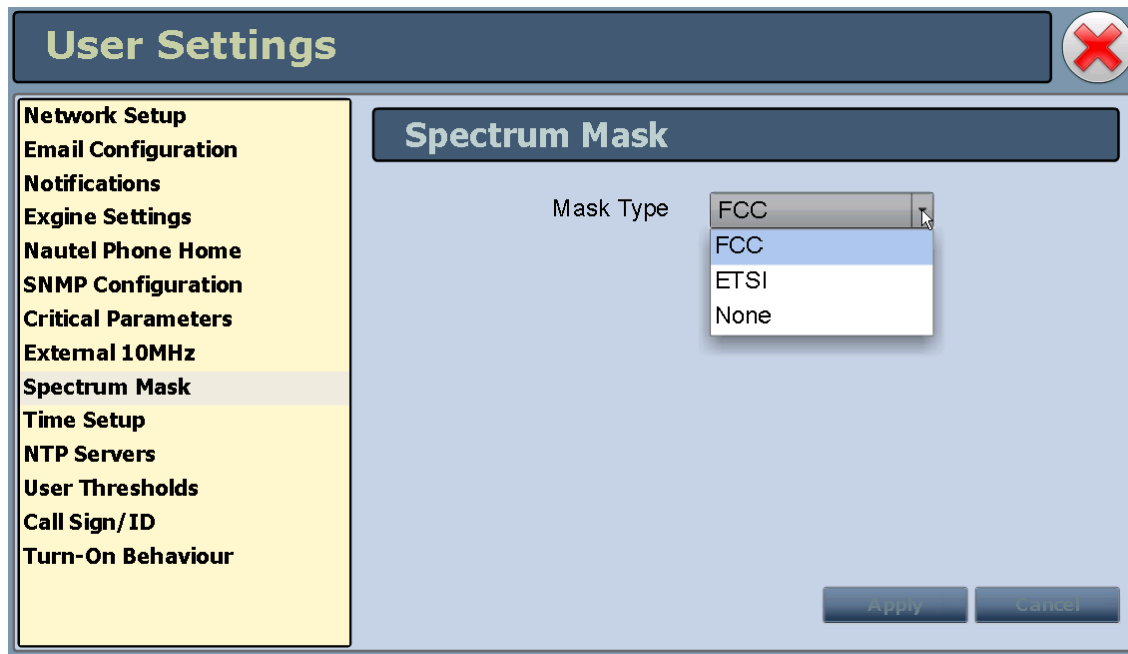 User Settings
Network Setup
Email Configuration
Notifications
Exgine Settings
Nautel Phone Home
SNMP Configuration
Critical Parameters
External 10MHz
Spectrum Mask
Time Setup
NTP Servers
User Thresholds
Call Sign/ID
Turn-On Behaviour
Spectrum Mask
Mask Type FCC
FCC
ETSI
None
Apply Cancel